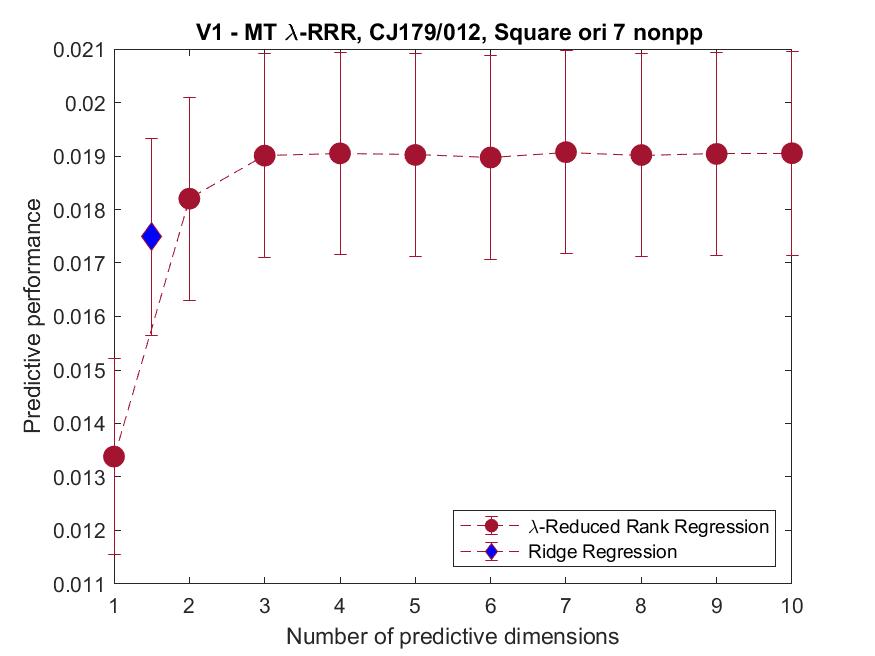 V1 - MT λ-RRR, CJ179/012, Square ori 7 nonpp
0.021
0.02
0.019
0.018
0.017
0.016
0.015
0.014
0.013
0.012
0.011
Predictive performance
λ-Reduced Rank Regression
Ridge Regression
1 2 3 4 5 6 7 8 9 10
Number of predictive dimensions